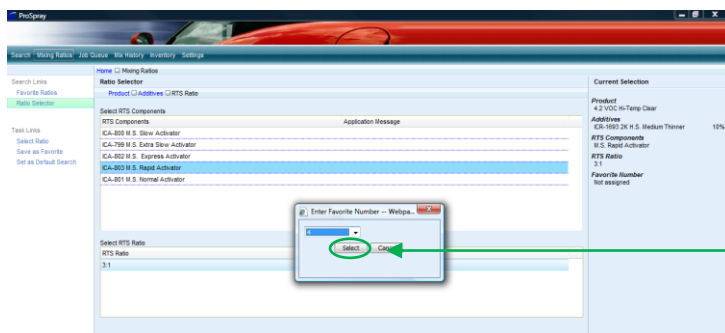 ProSpray
Search Mixing Ratios Job Queue Mix History Inventory Settings
Home Mixing Ratios
Search Links
Favorite Ratios
Ratio Selector
Task Links
Select Ratio
Save as Favorite
Set as Default Search
Ratio Selector
Product Additives RTS Ratio
Select RTS Components
RTS Components Application Message
ICA-800 M.S. Slow Activator
ICA-799 M.S. Extra Slow Activator
ICA-802 M.S. Express Activator
ICA-803 M.S. Rapid Activator
ICA-801 M.S. Normal Activator
Select RTS Ratio
RTS Ratio
3:1
Enter Favorite Number -- Webpa...
4
Select
Current Selection
Product
4.2 VOC Hi-Temp Clear
Additives
ICR-1693 2K H.S. Medium Thinner 10%
RTS Components
M.S. Rapid Activator
RTS Ratio
3:1
Favorite Number
Not assigned